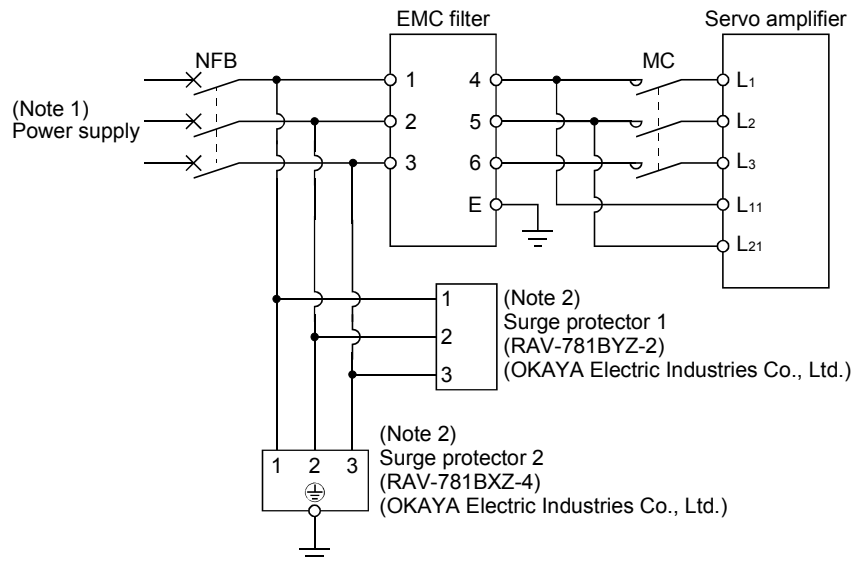 EMC filter
Servo amplifier
NFB
MC
(Note 1)
Power supply
1
2
3
4
5
6
E
L1
L2
L3
L11
L21
1
2
3
(Note 2)
Surge protector 1
(RAV-781BYZ-2)
(OKAYA Electric Industries Co., Ltd.)
1 2 3
(Note 2)
Surge protector 2
(RAV-781BXZ-4)
(OKAYA Electric Industries Co., Ltd.)